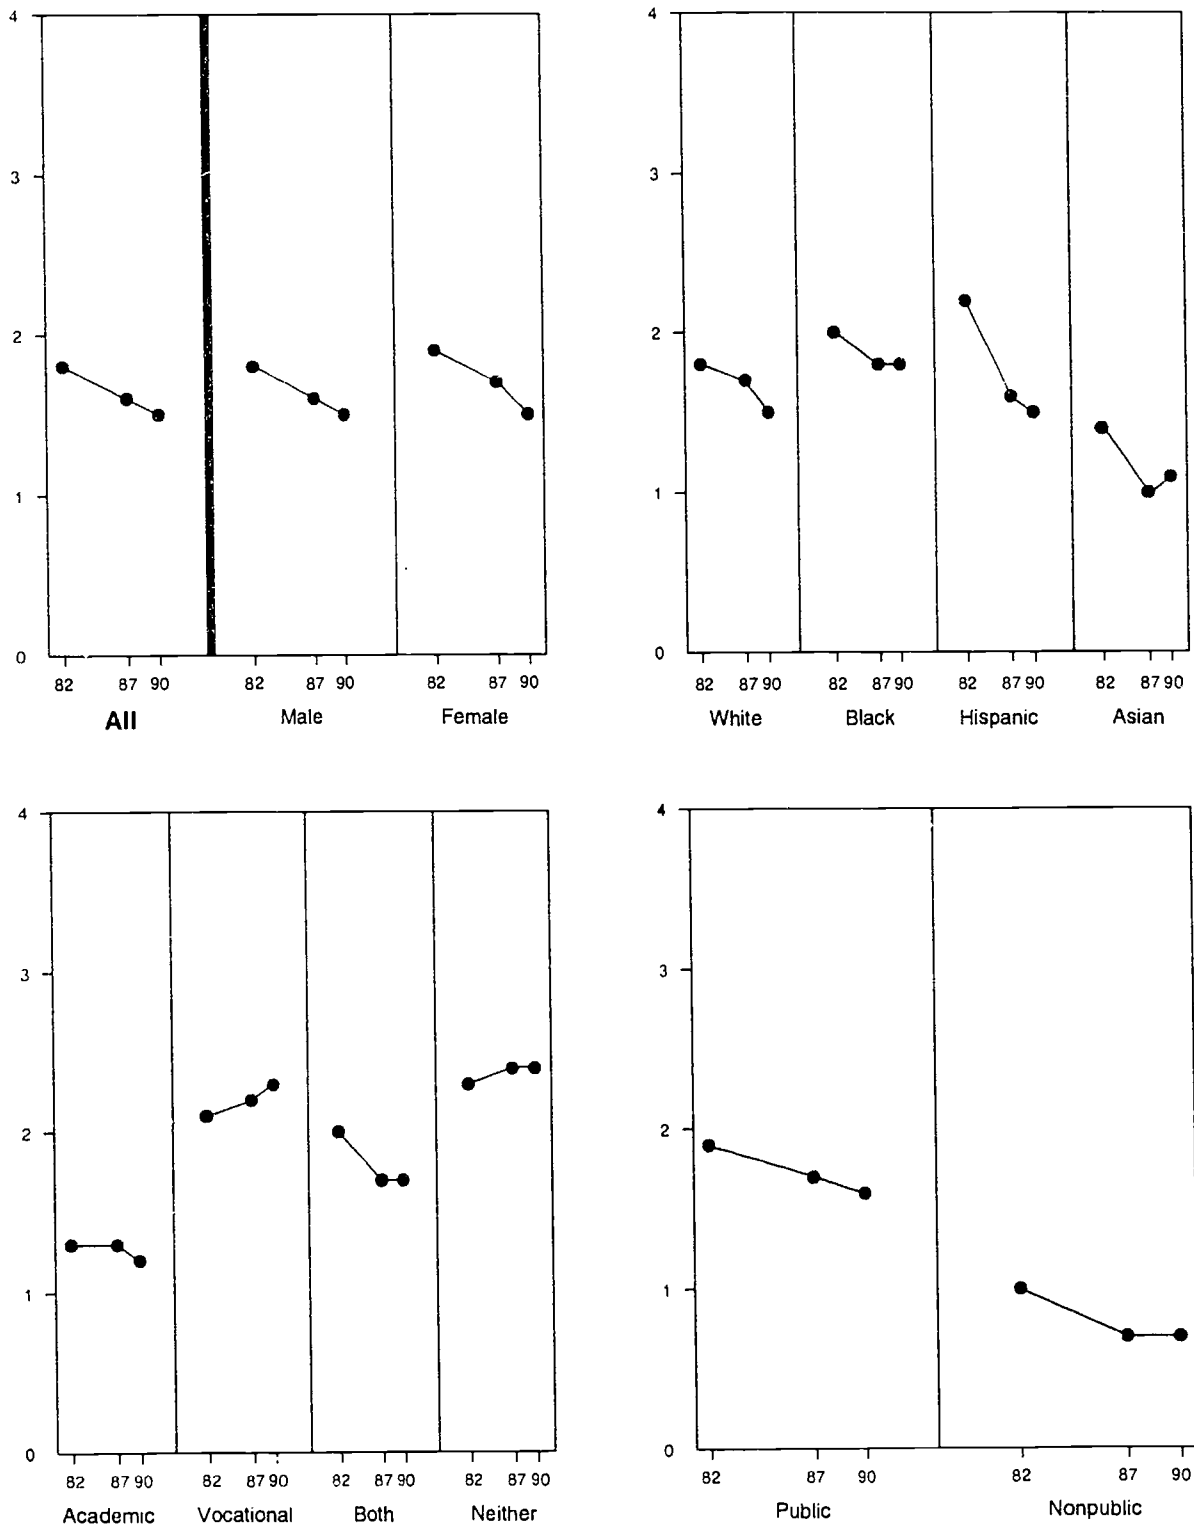 4
3
2
1
0
82 87 90 82 87 90 82 87 90
All Male Female
4
3
2
1
0
82 87 90 82 87 90 82 87 90 82 87 90
White Black Hispanic Asian
4
3
2
1
0
82 87 90 82 87 90 82 87 90 82 87 90
Academic Vocational Both Neither
4
3
2
1
0
82 87 90 82 87 90
Public Nonpublic